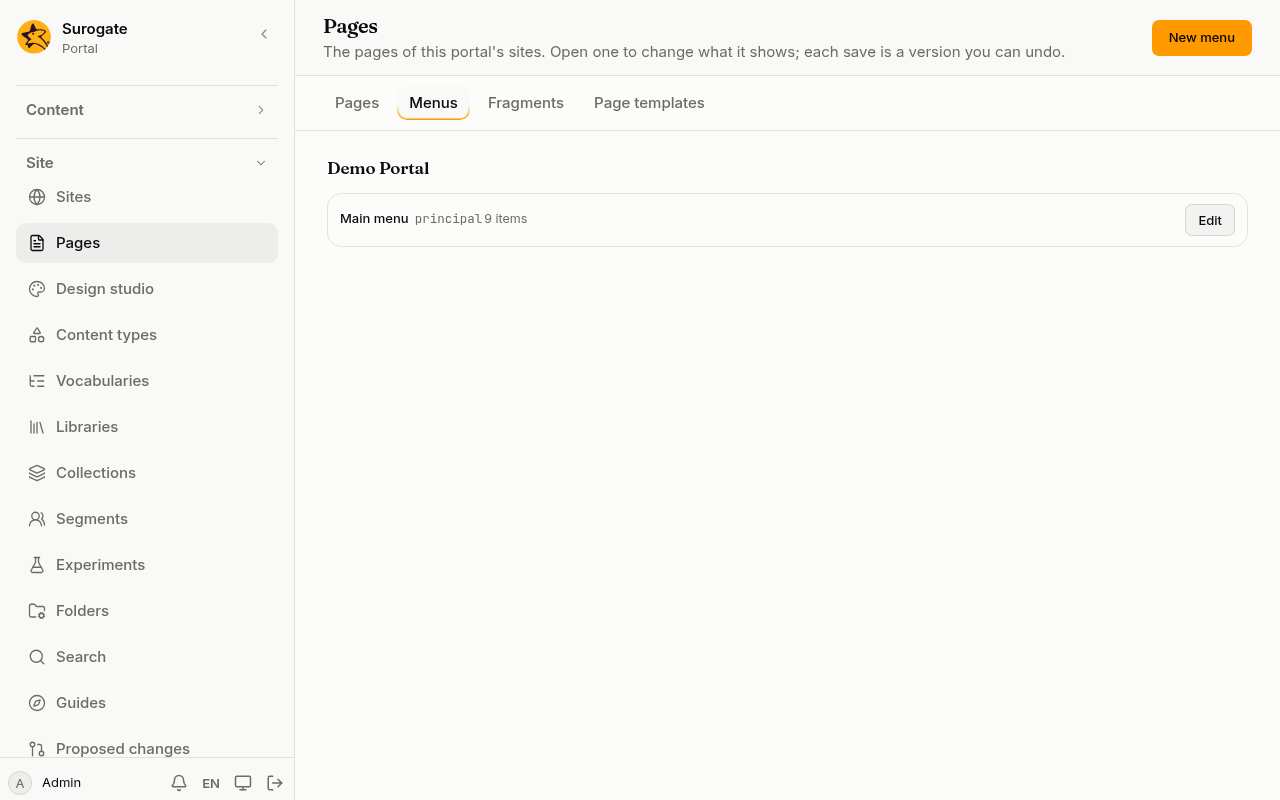 Surogate
Portal
Content
Site
Sites
Pages
Design studio
Content types
Vocabularies
Libraries
Collections
Segments
Experiments
Folders
Search
Guides
Proposed changes
A Admin EN
Pages
The pages of this portal's sites. Open one to change what it shows; each save is a version you can undo.
New menu
Pages Menus Fragments Page templates
Demo Portal
Main menu principal 9 items
Edit